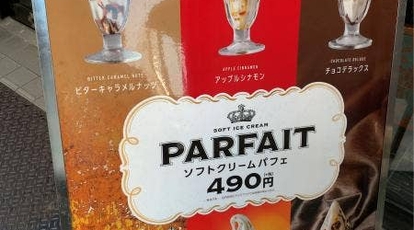 BITTER CARAMEL NUTS
ビターキャラメルナッツ
APPLE CINNAMON
アップルシナモン
CHOCOLATE DELUXE
チョコデラックス
SOFT ICE CREAM
PARFAIT
ソフトクリームパフェ
490円